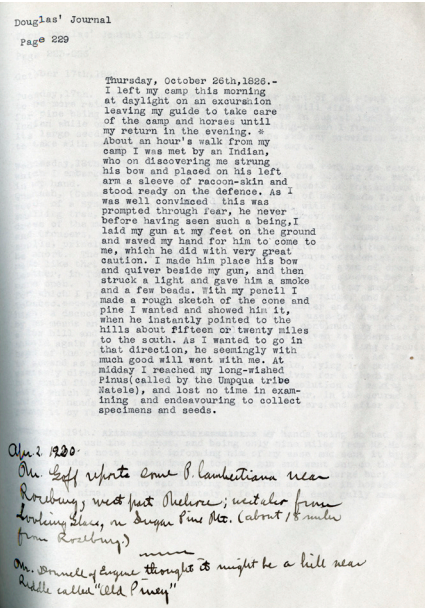 Douglas' Journal
Page 229
Thursday, October 26th,1826.-
I left my camp this morning
at daylight on an excursion
leaving my guide to take care
of the camp and horses until
my return in the evening. *
About an hour's walk from my
camp I was met by an Indian,
who on discovering me strung
his bow and placed on his left
arm a sleeve of racoon-skin and
stood ready on the defence. As I
was well convinced this was
prompted through fear, he never
before having seen such a being,I
laid my gun at my feet on the ground
and waved my hand for him to come to
me, which he did with very great
caution. I made him place his bow
and quiver beside my gun, and then
struck a light and gave him a smoke
and a few beads. With my pencil I
made a rough sketch of the cone and
pine I wanted and showed him it,
when he instantly pointed to the
hills about fifteen or twenty miles
to the south. As I wanted to go in
that direction, he seemingly with
much good will went with me. At
midday I reached my long-wished
Pinus(called by the Umpqua tribe
Natele), and lost no time in exam-
ining and endeavouring to collect
specimens and seeds.
Apr 2. 1920
Mr. Goff reports some P. lambertiana near
Roseburg, west part Melrose; west also from
Looking Glass, on Sugar Pine Mt. (about 18 miles
from Roseburg.)
Mr. Donnell of Eugene thought it might be a hill near
Riddle called "Old Piney"